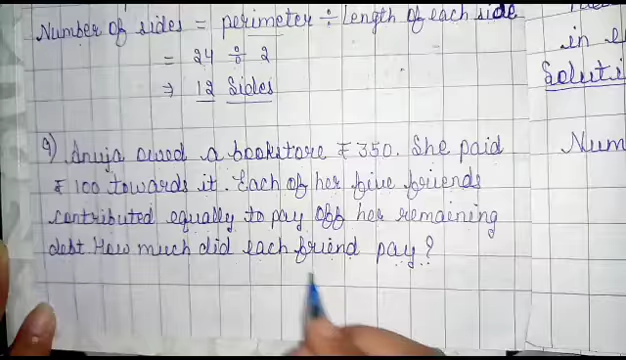 Number of sides = perimeter ÷ length of each side
= 24 ÷ 2
⇒ 12 Sides
in e
Soluti
Num
9) Anuja owed a bookstore ₹350. She paid
₹100 towards it. Each of her five friends
contributed equally to pay off her remaining
debt. How much did each friend pay?